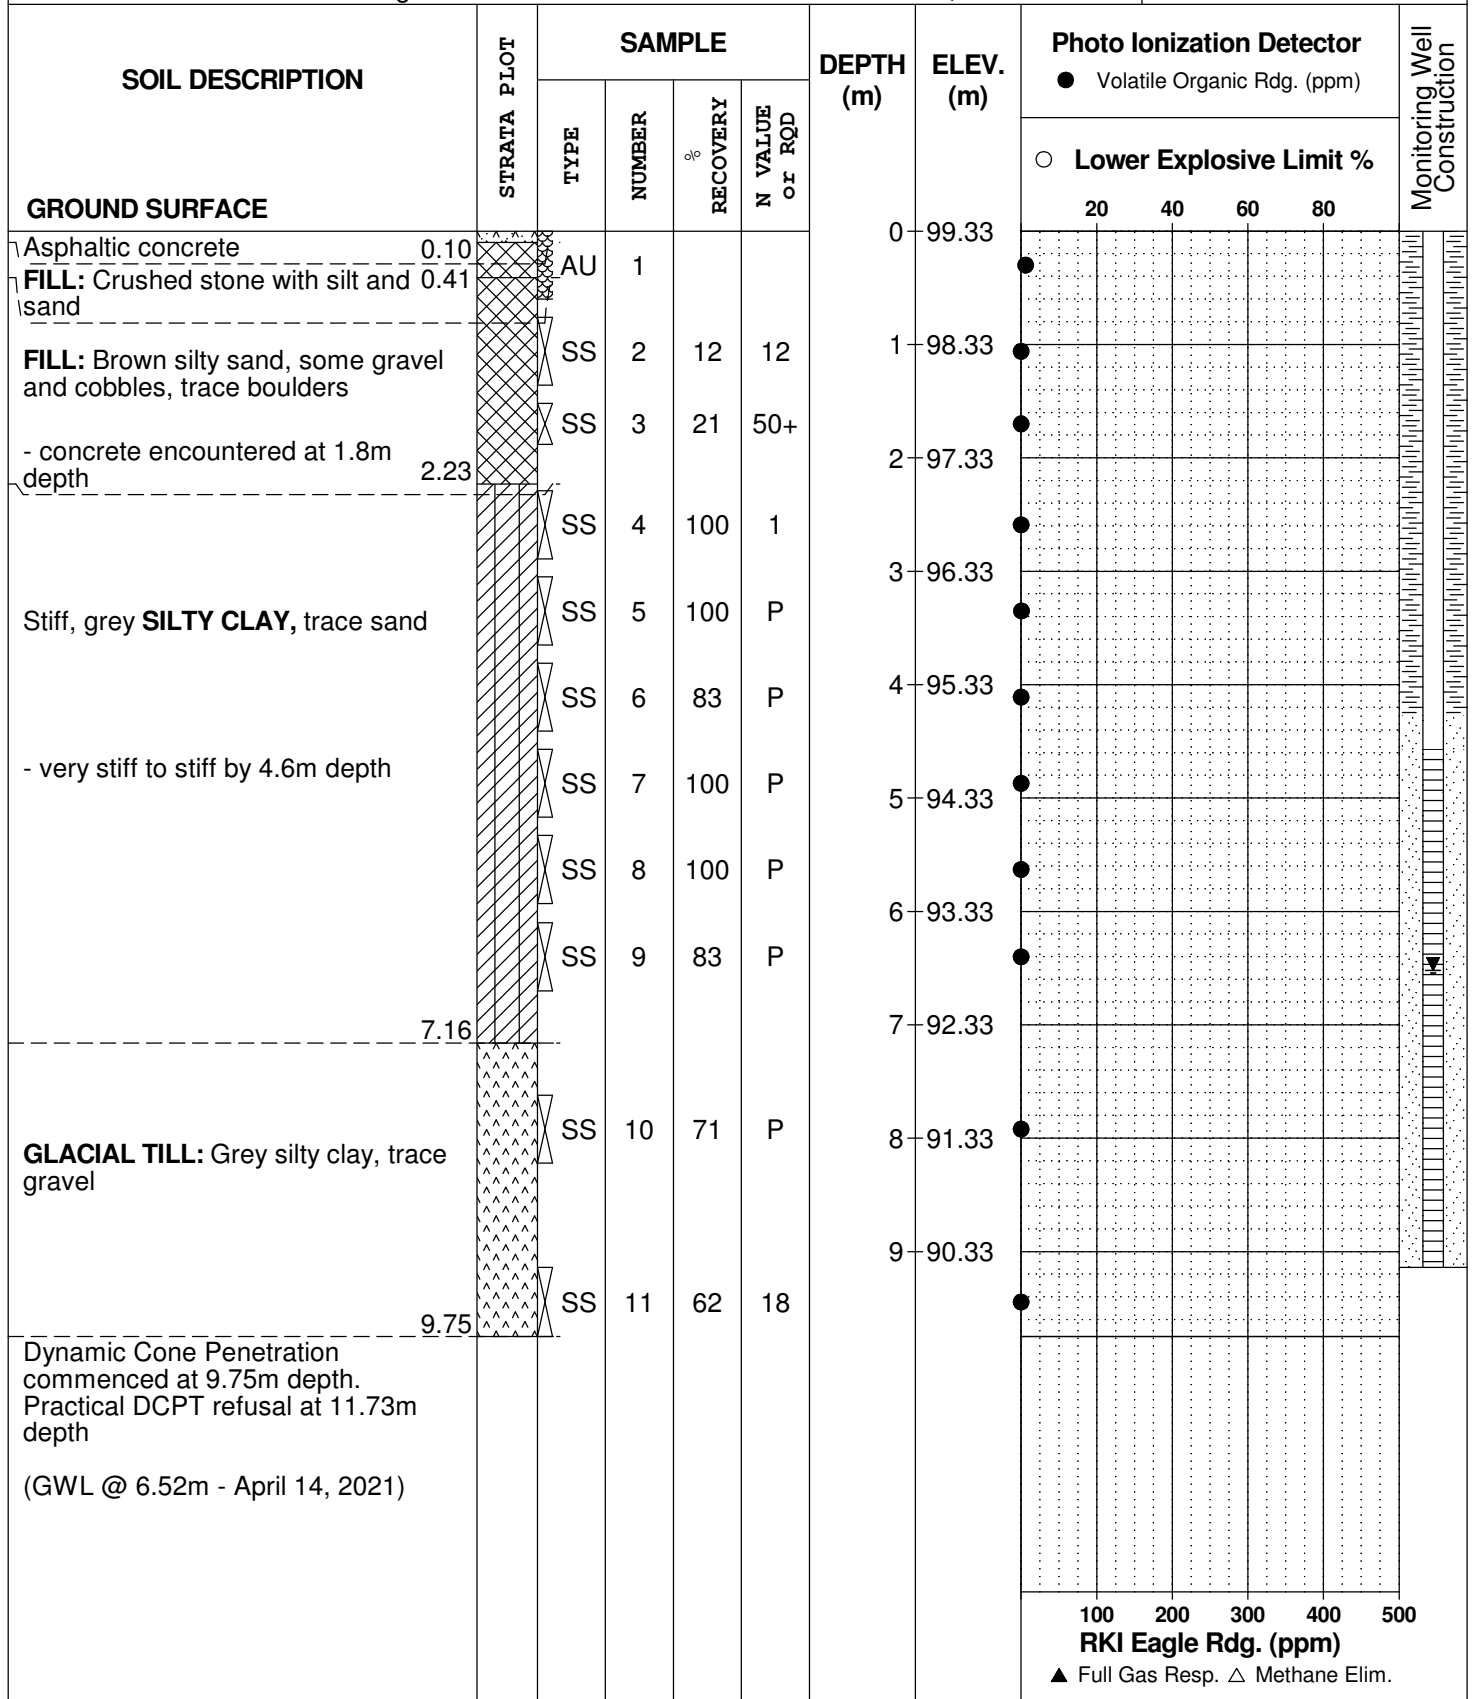 SOIL DESCRIPTION
GROUND SURFACE
STRATA PLOT
SAMPLE
TYPE
NUMBER
%
RECOVERY
N VALUE
or RQD
DEPTH
(m)
ELEV.
(m)
Photo Ionization Detector
● Volatile Organic Rdg. (ppm)
○ Lower Explosive Limit %
20 40 60 80
Monitoring Well
Construction
0 99.33
Asphaltic concrete 0.10
AU 1
FILL: Crushed stone with silt and 0.41
sand
1 98.33
SS 2 12 12
FILL: Brown silty sand, some gravel
and cobbles, trace boulders
SS 3 21 50+
- concrete encountered at 1.8m
depth 2.23
2 97.33
SS 4 100 1
3 96.33
SS 5 100 P
Stiff, grey SILTY CLAY, trace sand
4 95.33
SS 6 83 P
- very stiff to stiff by 4.6m depth
SS 7 100 P
5 94.33
SS 8 100 P
6 93.33
SS 9 83 P
7.16
7 92.33
SS 10 71 P
8 91.33
GLACIAL TILL: Grey silty clay, trace
gravel
9 90.33
SS 11 62 18
9.75
Dynamic Cone Penetration
commenced at 9.75m depth.
Practical DCPT refusal at 11.73m
depth
(GWL @ 6.52m - April 14, 2021)
100 200 300 400 500
RKI Eagle Rdg. (ppm)
▲ Full Gas Resp. △ Methane Elim.